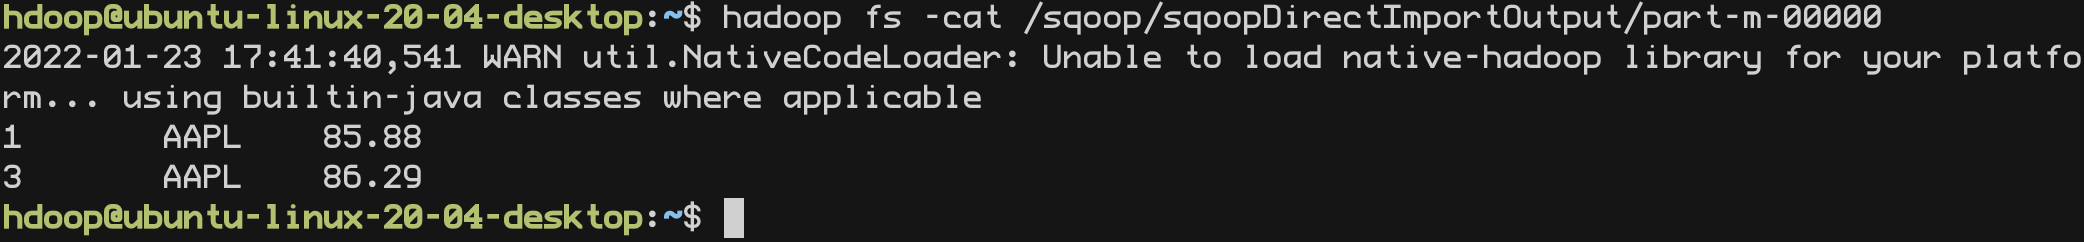 hdoop@ubuntu-linux-20-04-desktop:~$ hadoop fs -cat /sqoop/sqoopDirectImportOutput/part-m-00000
2022-01-23 17:41:40,541 WARN util.NativeCodeLoader: Unable to load native-hadoop library for your platfo
rm... using builtin-java classes where applicable
1       AAPL    85.88
3       AAPL    86.29
hdoop@ubuntu-linux-20-04-desktop:~$